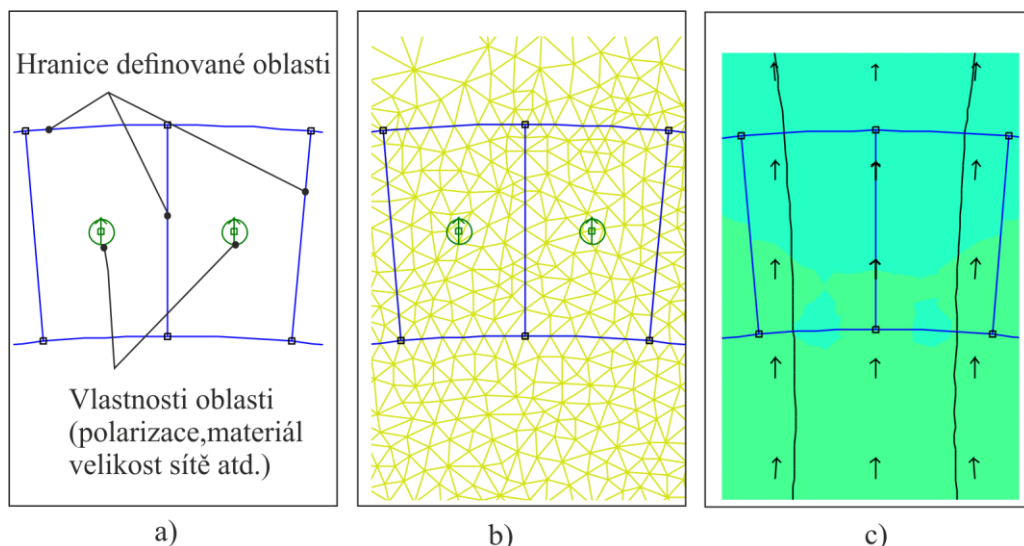 Hranice definované oblasti
Vlastnosti oblasti
(polarizace,materiál
velikost sítě atd.)
a)
b)
c)